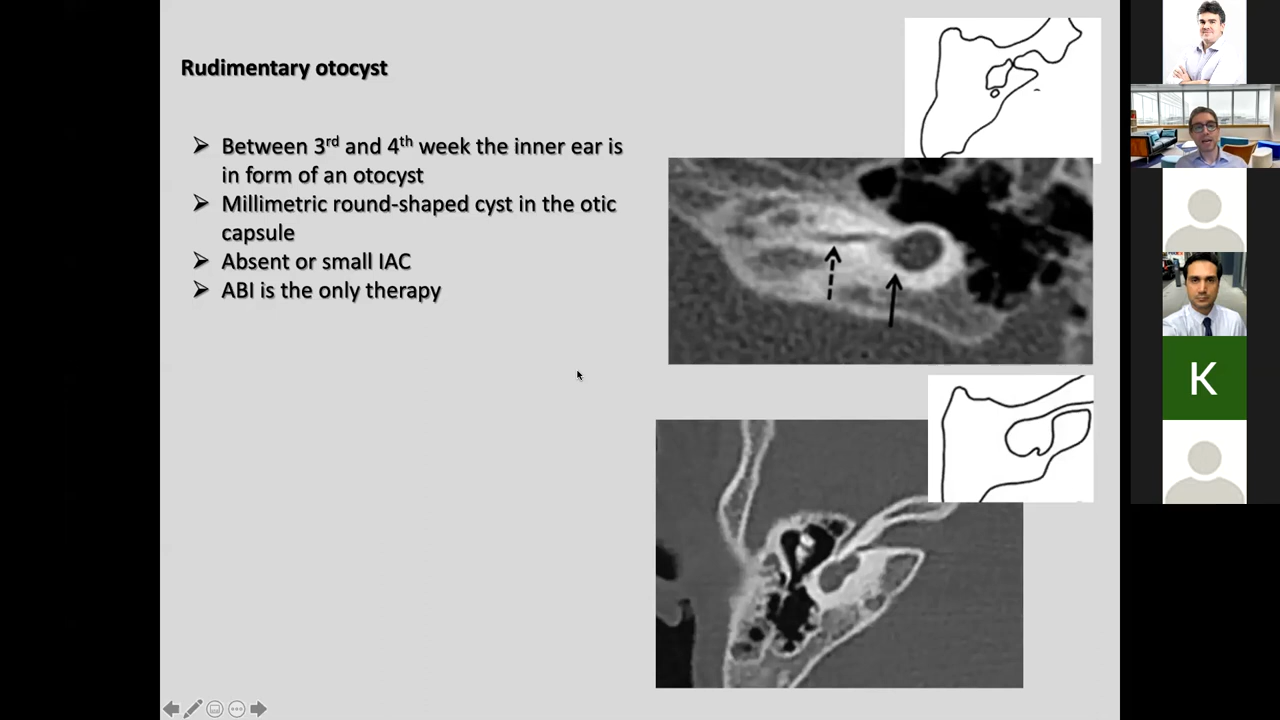 Rudimentary otocyst
➢ Between 3rd and 4th week the inner ear is
in form of an otocyst
➢ Millimetric round-shaped cyst in the otic
capsule
➢ Absent or small IAC
➢ ABI is the only therapy
K